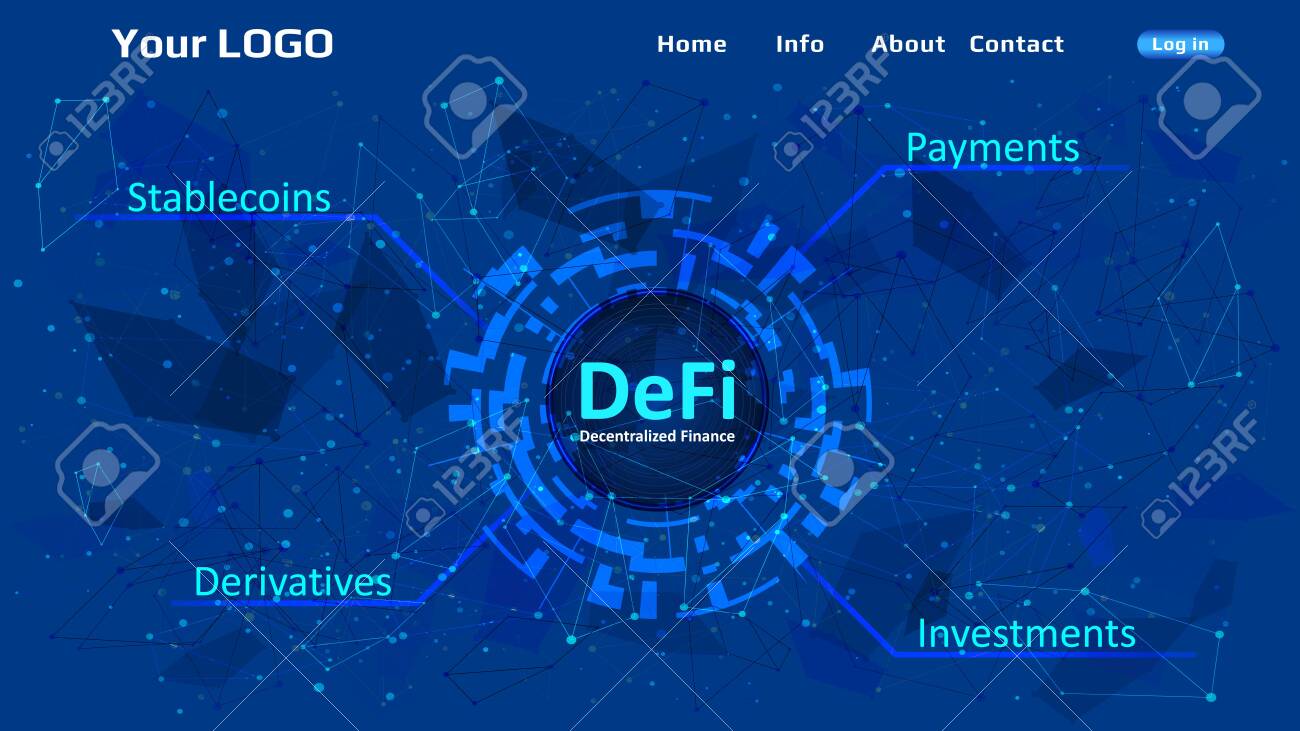 Your LOGO
Home Info About Contact Log in
Payments
Stablecoins
DeFi
Decentralized Finance
Derivatives
Investments
123RF
123RF
123RF
123RF